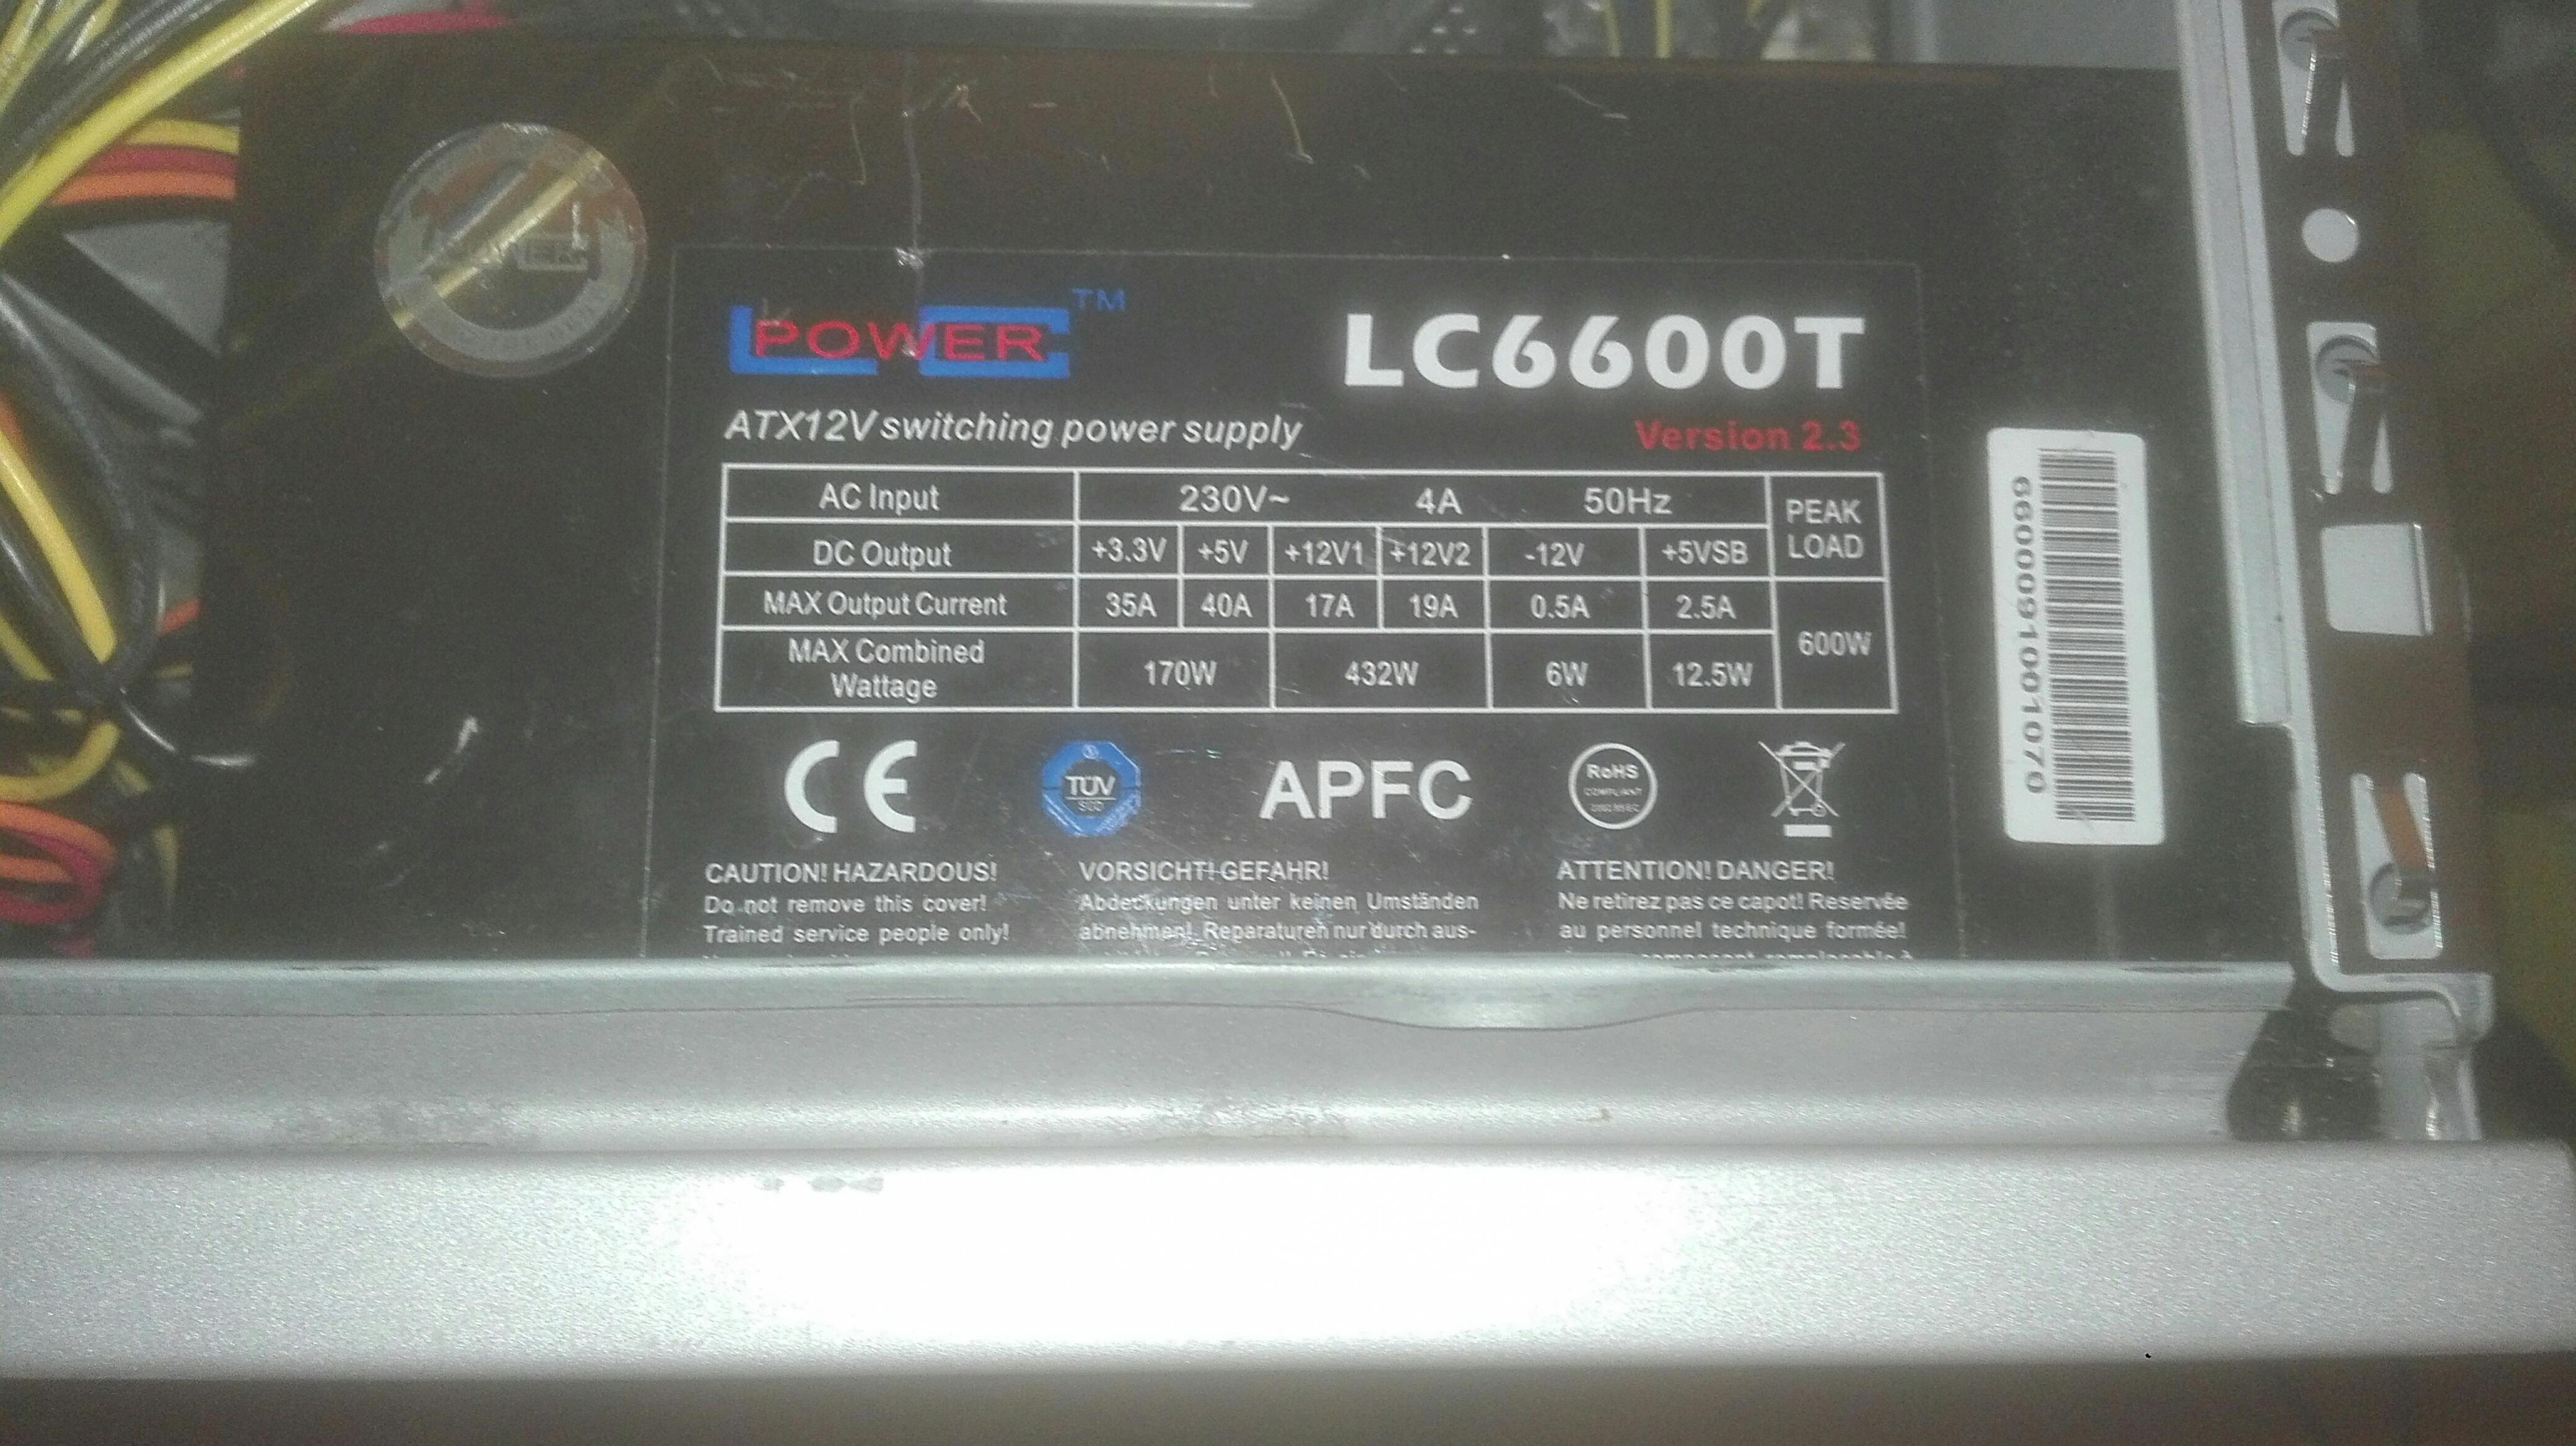 POWER TM
LC6600T
ATX12V switching power supply
Version 2.3
AC Input 230V~ 4A 50Hz PEAK LOAD
DC Output +3.3V +5V +12V1 +12V2 -12V +5VSB
MAX Output Current 35A 40A 17A 19A 0.5A 2.5A 600W
MAX Combined Wattage 170W 432W 6W 12.5W
CE TÜV SÜD APFC RoHS COMPLIANT
CAUTION! HAZARDOUS!
Do not remove this cover!
Trained service people only!
VORSICHT! GEFAHR!
Abdeckungen unter keinen Umständen
abnehmen! Reparaturen nur durch aus-
ATTENTION! DANGER!
Ne retirez pas ce capot! Reservée
au personnel technique formée!
6600091001070